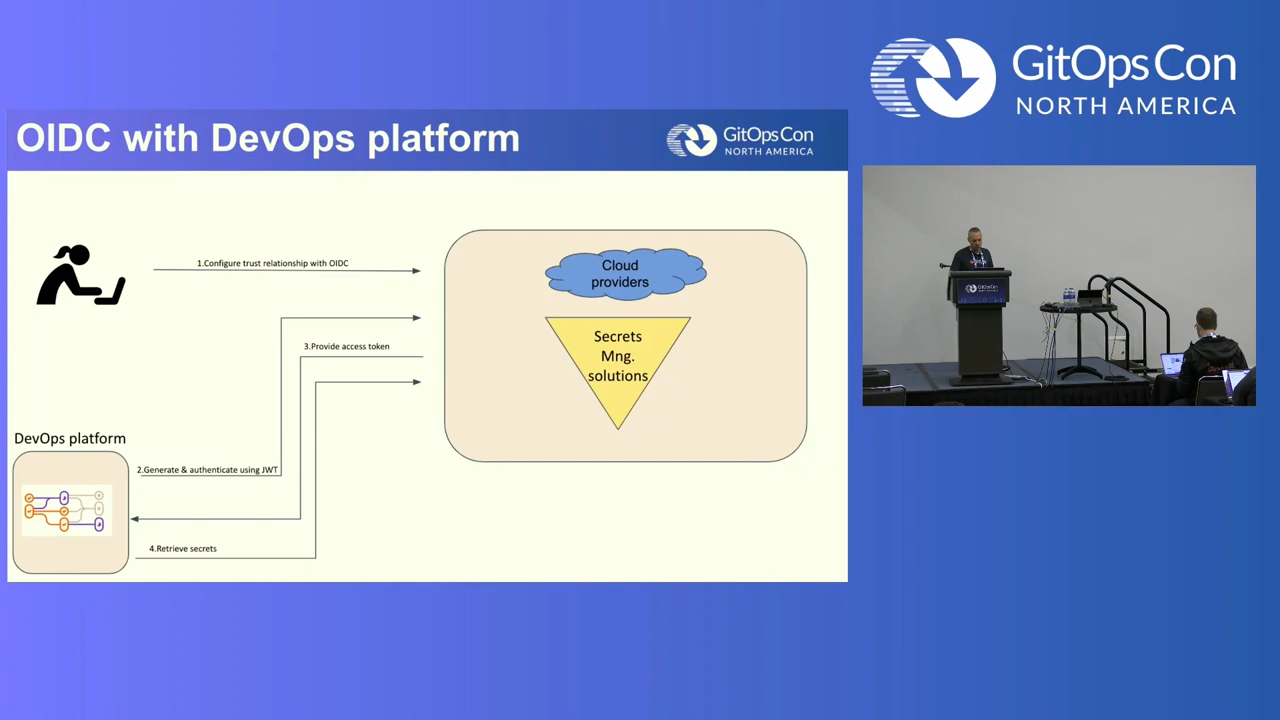 GitOpsCon
NORTH AMERICA
OIDC with DevOps platform
GitOpsCon
NORTH AMERICA
1.Configure trust relationship with OIDC
Cloud
providers
3.Provide access token
Secrets
Mng.
solutions
DevOps platform
2.Generate & authenticate using JWT
4.Retrieve secrets